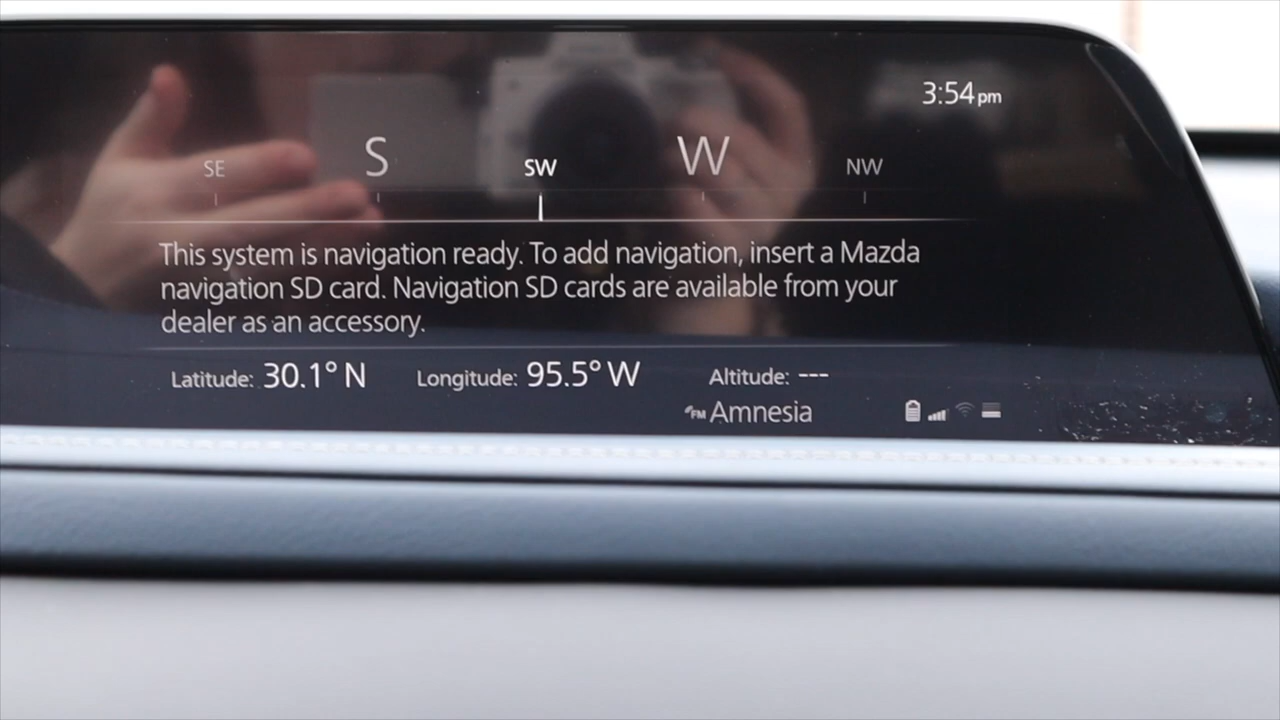 3:54 pm
SE S SW W NW
This system is navigation ready. To add navigation, insert a Mazda
navigation SD card. Navigation SD cards are available from your
dealer as an accessory.
Latitude: 30.1° N Longitude: 95.5° W Altitude: ---
FM Amnesia